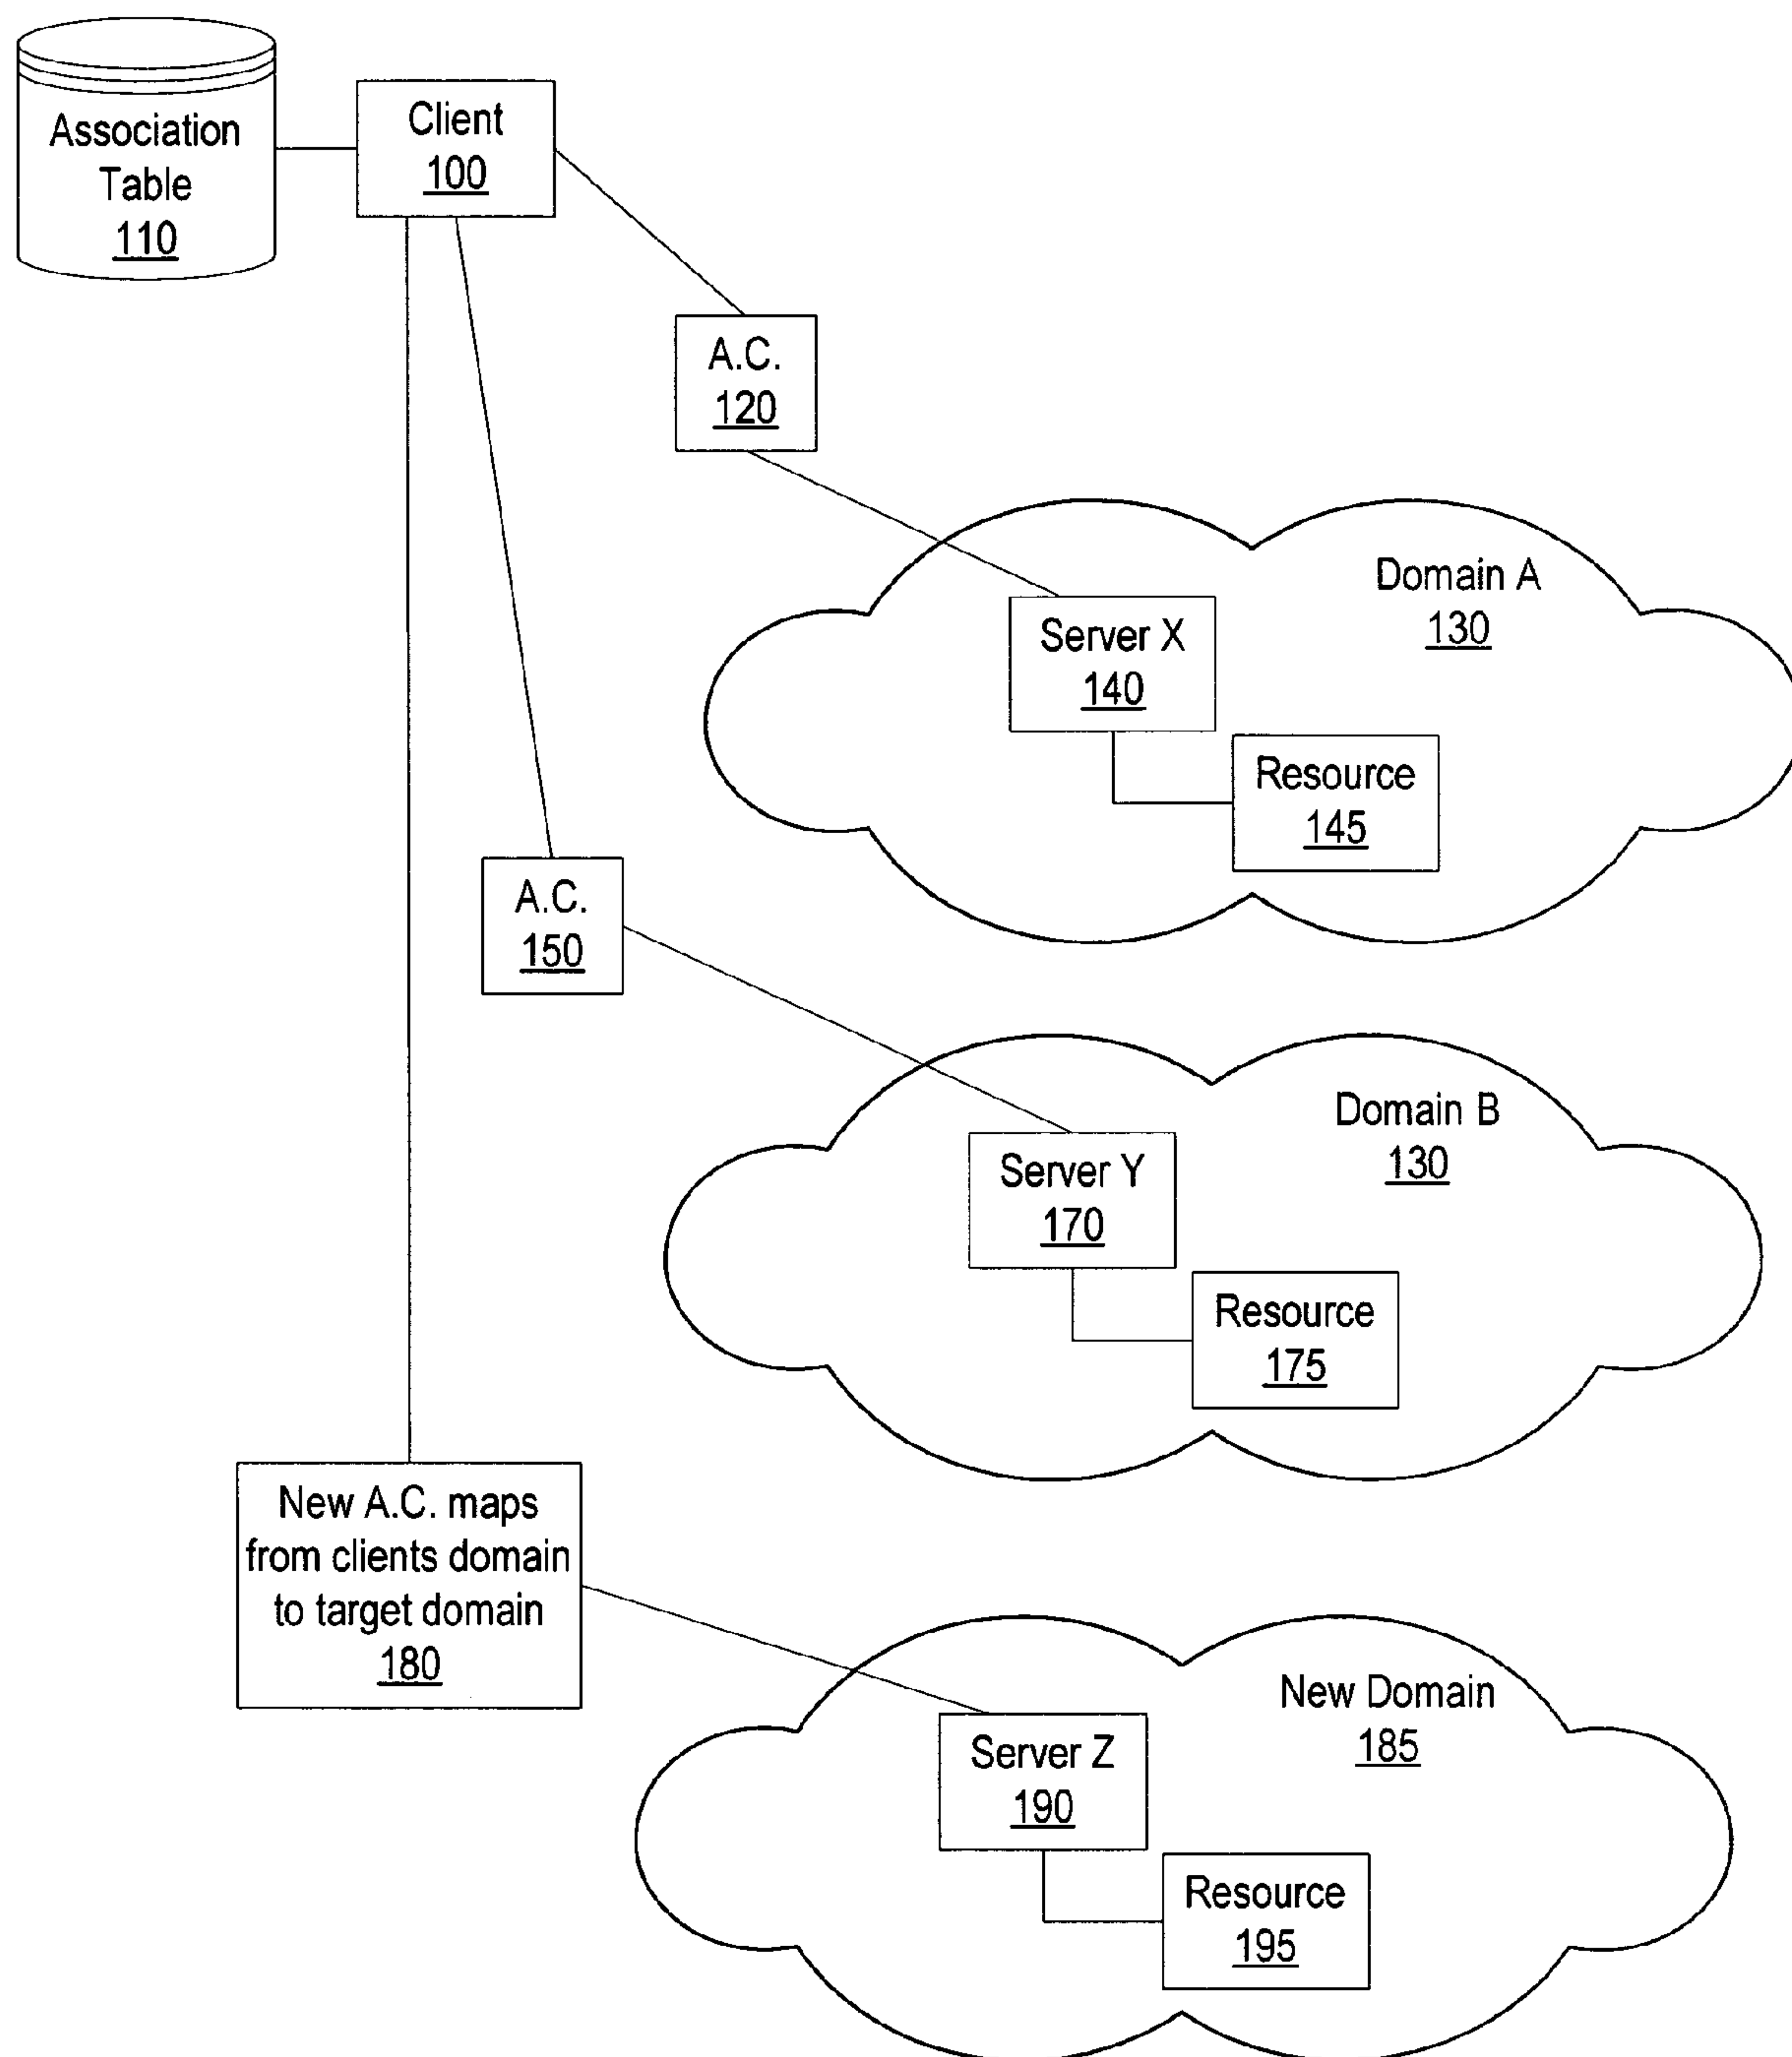 Association
Table
110
Client
100
A.C.
120
Domain A
130
Server X
140
Resource
145
A.C.
150
Domain B
130
Server Y
170
Resource
175
New A.C. maps
from clients domain
to target domain
180
New Domain
185
Server Z
190
Resource
195